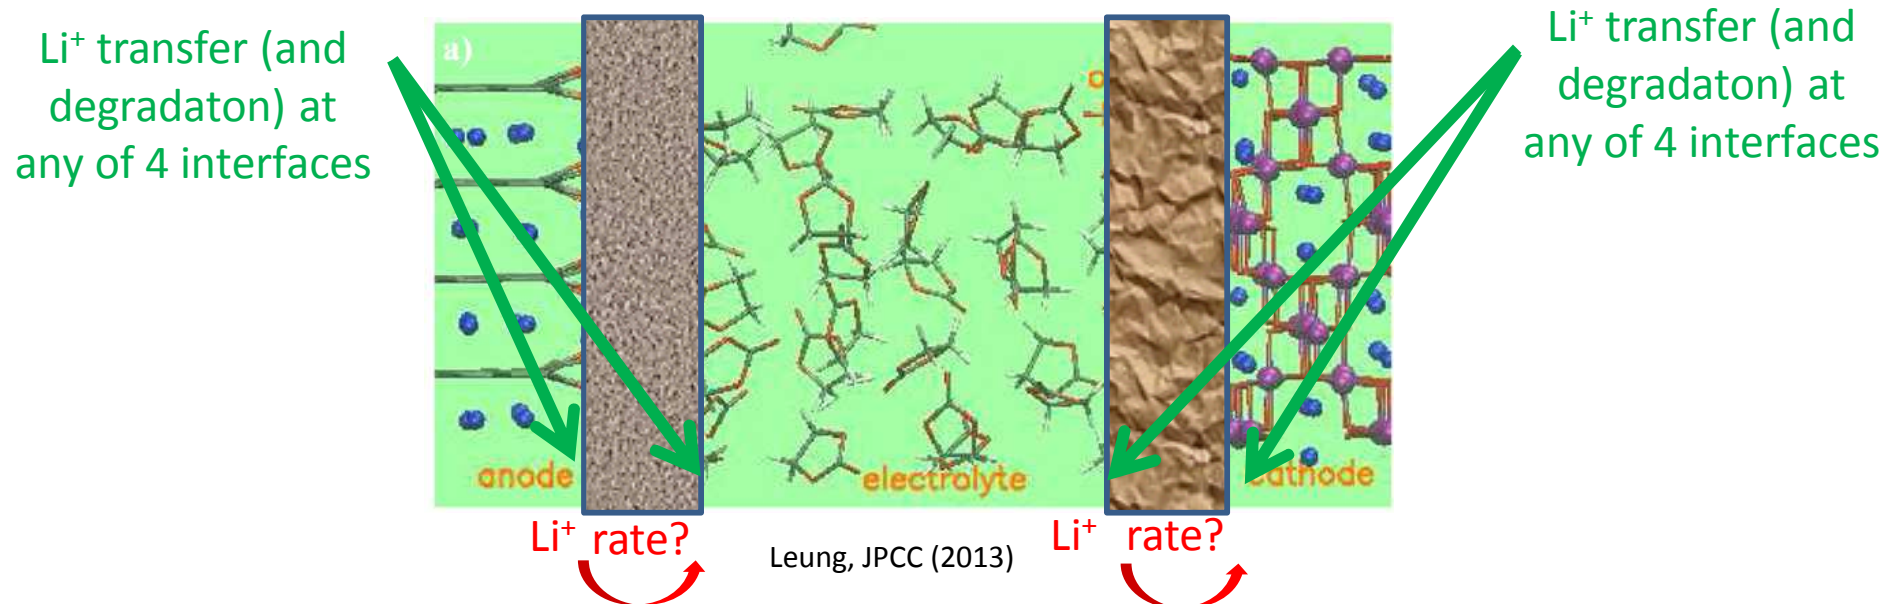 Li⁺ transfer (and
degradaton) at
any of 4 interfaces
Li⁺ transfer (and
degradaton) at
any of 4 interfaces
a)
anode
electrolyte
cathode
Li⁺ rate?
Li⁺ rate?
Leung, JPCC (2013)